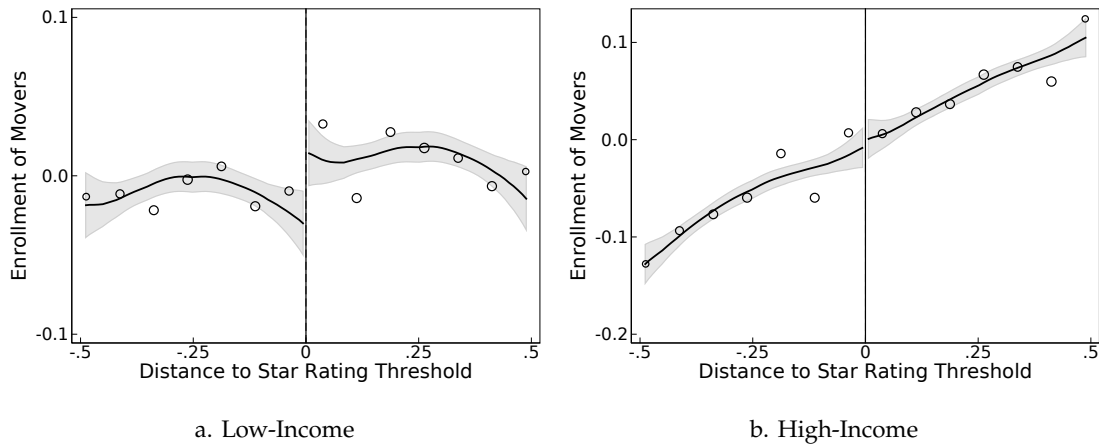 0.1
0.0
-0.1
Enrollment of Movers
-.5 -.25 0 .25 .5
Distance to Star Rating Threshold
a. Low-Income
0.1
0.0
-0.1
-0.2
Enrollment of Movers
-.5 -.25 0 .25 .5
Distance to Star Rating Threshold
b. High-Income